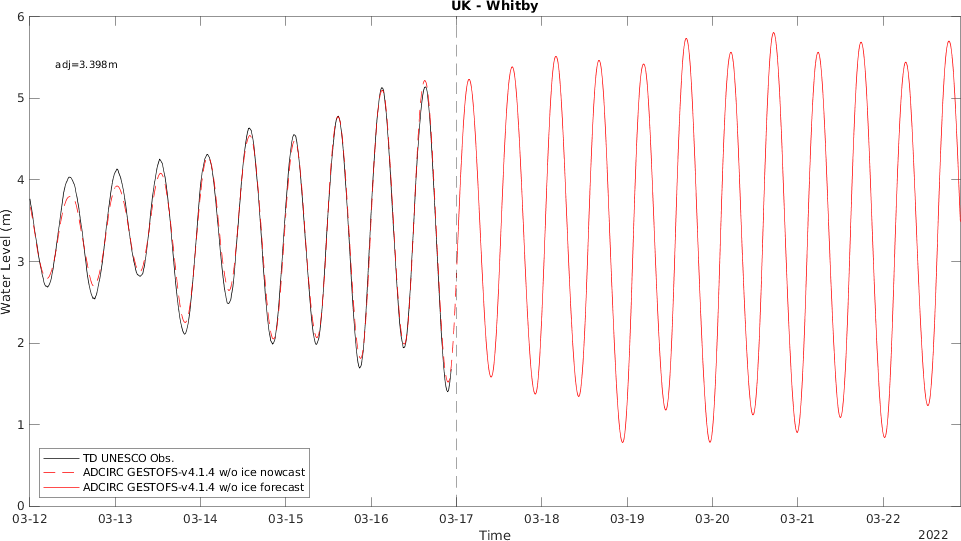 UK - Whitby
6
adj=3.398m
5
4
3
2
1
0
Water Level (m)
TD UNESCO Obs.
ADCIRC GESTOFS-v4.1.4 w/o ice nowcast
ADCIRC GESTOFS-v4.1.4 w/o ice forecast
03-12 03-13 03-14 03-15 03-16 03-17 03-18 03-19 03-20 03-21 03-22
Time
2022